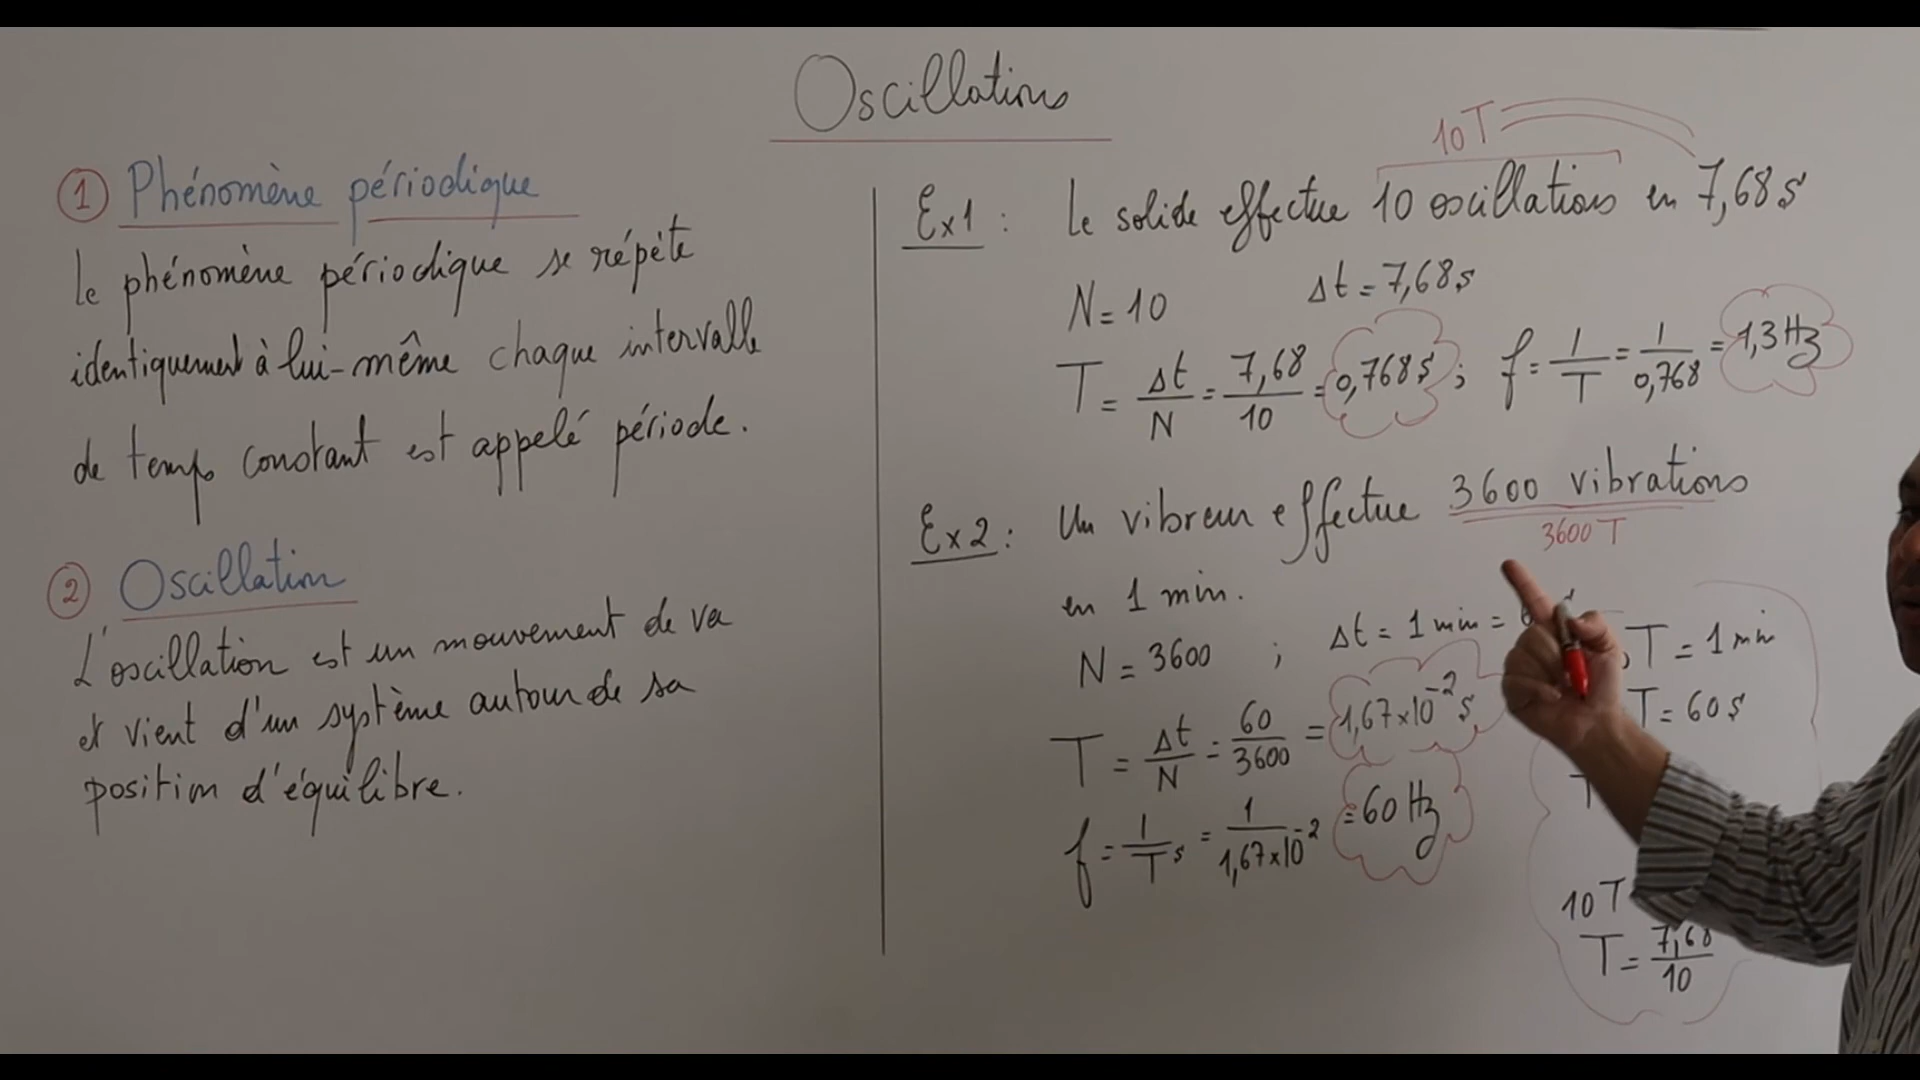 Oscillations
① Phénomène périodique
Le phénomène périodique se répète
identiquement à lui-même chaque intervalle
de temps constant est appelé période.
② Oscillation
L'oscillation est un mouvement de va
et vient d'un système autour de sa
position d'équilibre.
10T
Ex1 : Le solide effectue 10 oscillations en 7,68 s
N = 10 Δt = 7,68 s
T = Δt/N = 7,68/10 = 0,768 s ; f = 1/T = 1/0,768 = 1,3 Hz
Ex2 : Un vibreur effectue 3600 vibrations
3600 T
en 1 min.
N = 3600 ; Δt = 1 min =
T = Δt/N = 60/3600 = 1,67×10⁻² s
f = 1/T s = 1/1,67×10⁻² = 60 Hz
T = 1 min
T = 60 s
T
10 T
T = 7,68/10